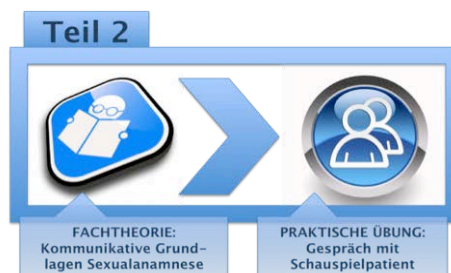 Teil 2
FACHTHEORIE:
Kommunikative Grund-
lagen Sexualanamnese
PRAKTISCHE ÜBUNG:
Gespräch mit
Schauspielpatient